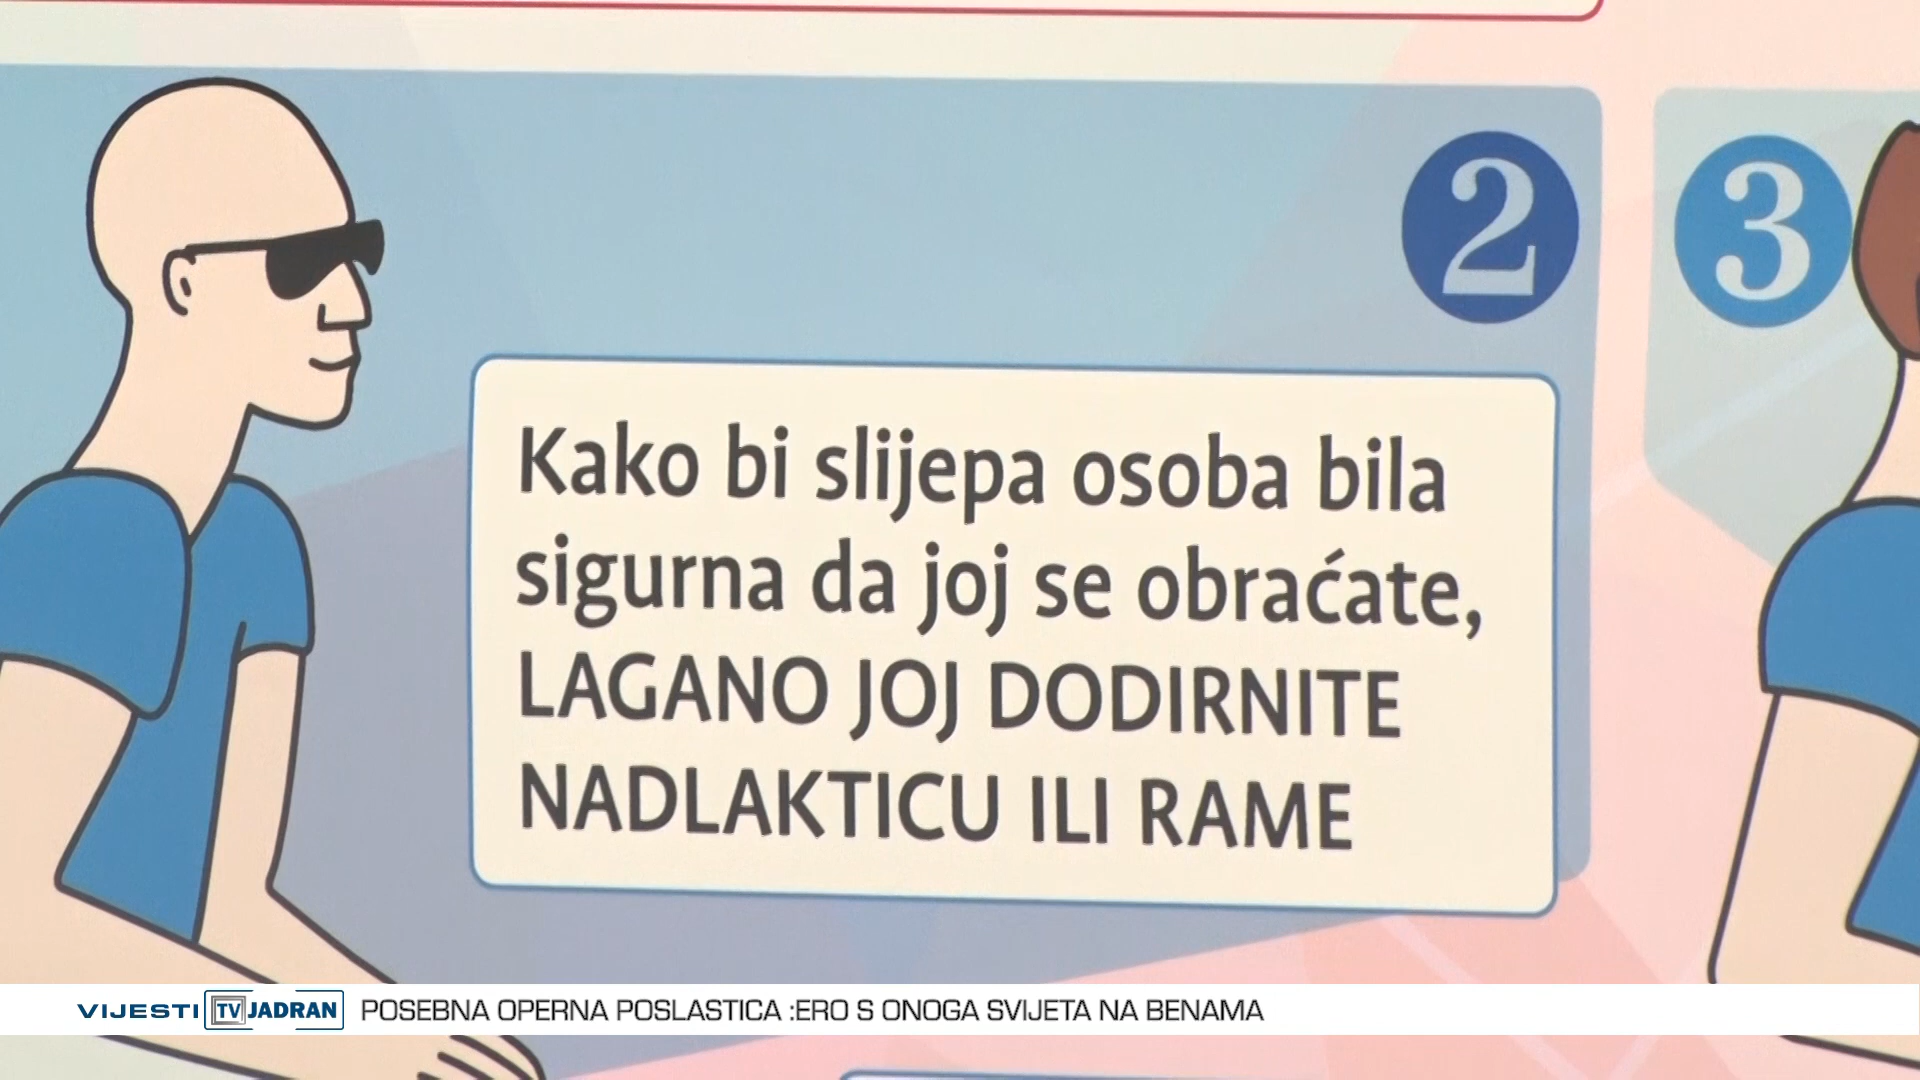 2
3
Kako bi slijepa osoba bila
sigurna da joj se obraćate,
LAGANO JOJ DODIRNITE
NADLAKTICU ILI RAME
VIJESTI TV JADRAN POSEBNA OPERNA POSLASTICA :ERO S ONOGA SVIJETA NA BENAMA